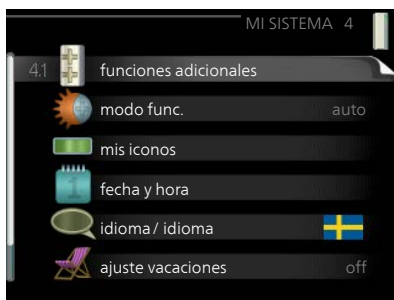 MI SISTEMA 4
4.1 funciones adicionales
modo func. auto
mis iconos
1
fecha y hora
idioma / idioma
ajuste vacaciones off